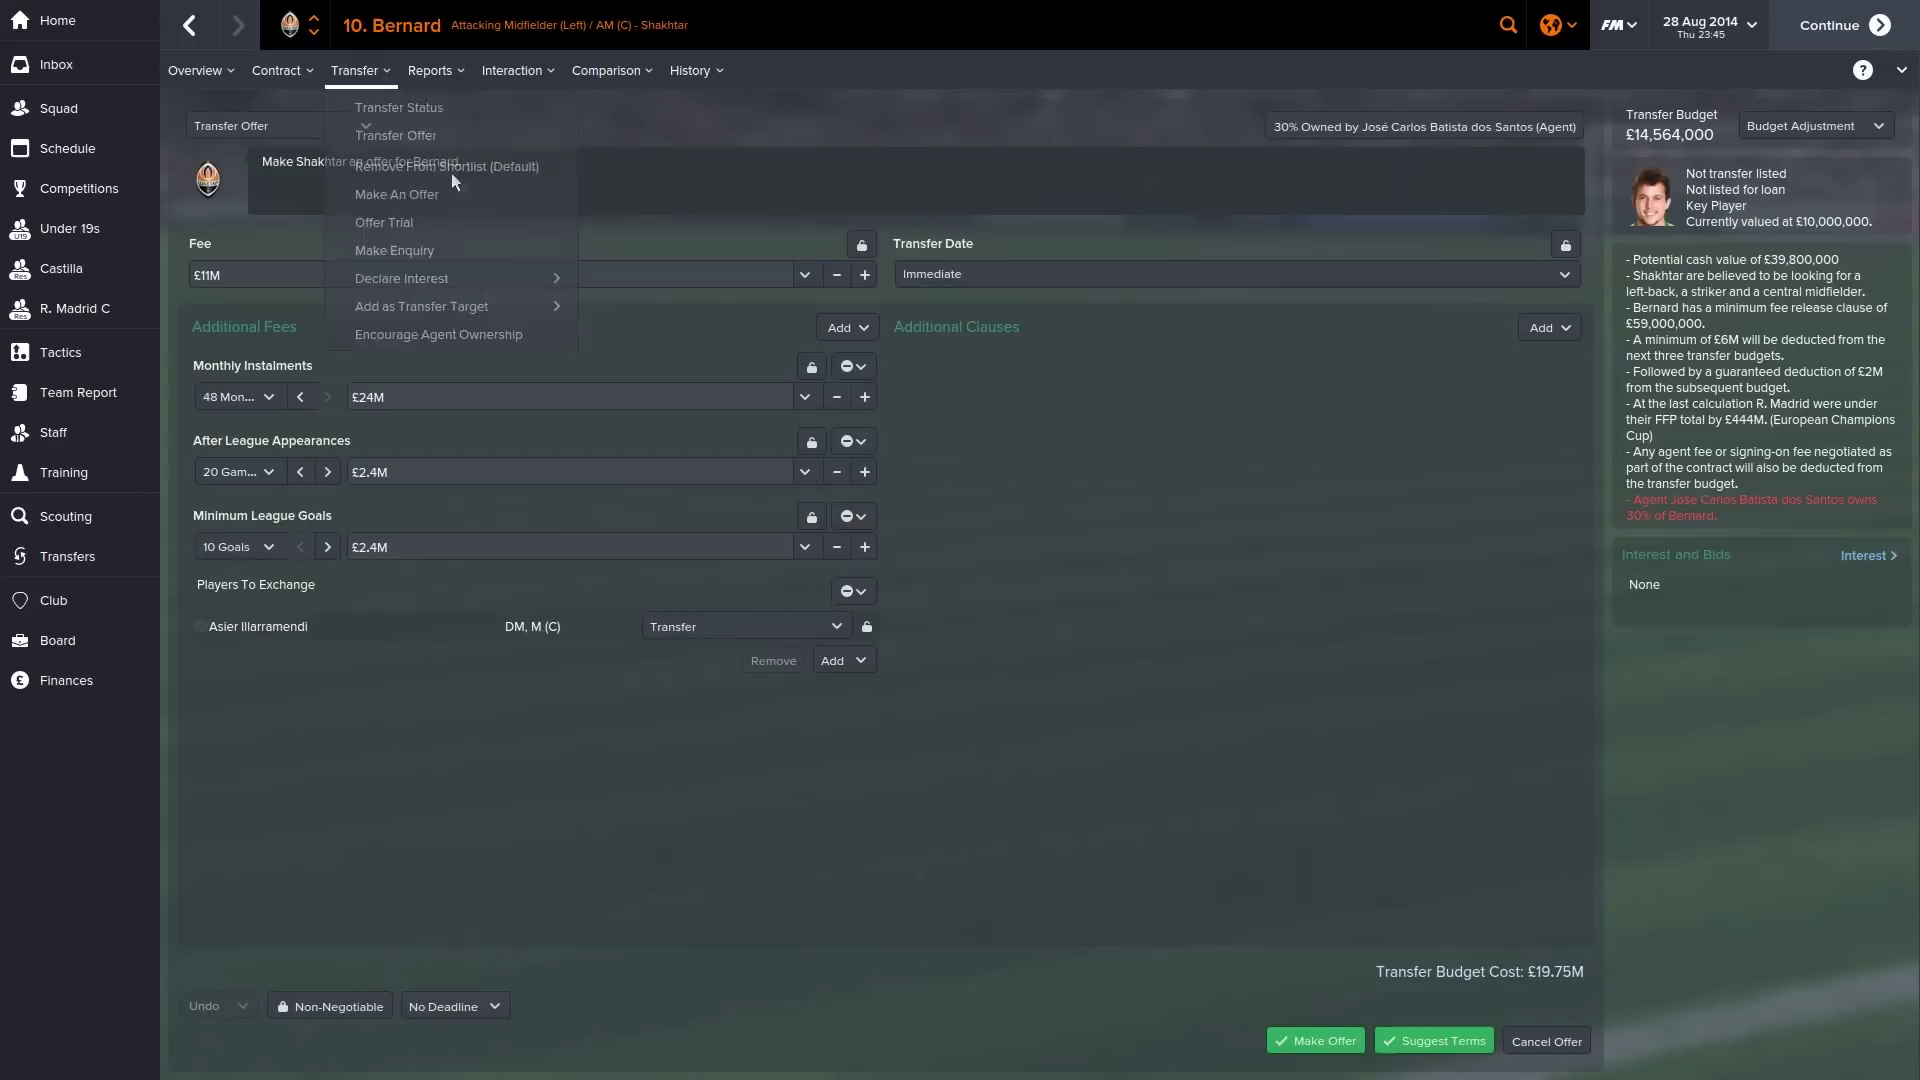 Home
Inbox
Squad
Schedule
Competitions
Under 19s
U19
Castilla
Res
R. Madrid C
Res
Tactics
Team Report
Staff
Training
Scouting
Transfers
Club
Board
Finances
10. Bernard
Attacking Midfielder (Left) / AM (C) - Shakhtar
FM
28 Aug 2014
Thu 23:45
Continue
Overview
Contract
Transfer
Reports
Interaction
Comparison
History
?
Transfer Offer
30% Owned by José Carlos Batista dos Santos (Agent)
Make Shakhtar an offer for Bernard
Transfer Status
Transfer Offer
Remove From Shortlist (Default)
Make An Offer
Offer Trial
Make Enquiry
Declare Interest
Add as Transfer Target
Encourage Agent Ownership
Fee
£11M
Transfer Date
Immediate
Additional Fees
Add
Additional Clauses
Add
Monthly Instalments
48 Mon...
£24M
After League Appearances
20 Gam...
£2.4M
Minimum League Goals
10 Goals
£2.4M
Players To Exchange
Asier Illarramendi
DM, M (C)
Transfer
Remove
Add
Transfer Budget Cost: £19.75M
Undo
Non-Negotiable
No Deadline
Make Offer
Suggest Terms
Cancel Offer
Transfer Budget
£14,564,000
Budget Adjustment
Not transfer listed
Not listed for loan
Key Player
Currently valued at £10,000,000.
- Potential cash value of £39,800,000
- Shakhtar are believed to be looking for a
left-back, a striker and a central midfielder.
- Bernard has a minimum fee release clause of
£59,000,000.
- A minimum of £6M will be deducted from the
next three transfer budgets.
- Followed by a guaranteed deduction of £2M
from the subsequent budget.
- At the last calculation R. Madrid were under
their FFP total by £444M. (European Champions
Cup)
- Any agent fee or signing-on fee negotiated as
part of the contract will also be deducted from
the transfer budget.
- Agent José Carlos Batista dos Santos owns
30% of Bernard.
Interest and Bids
Interest
None